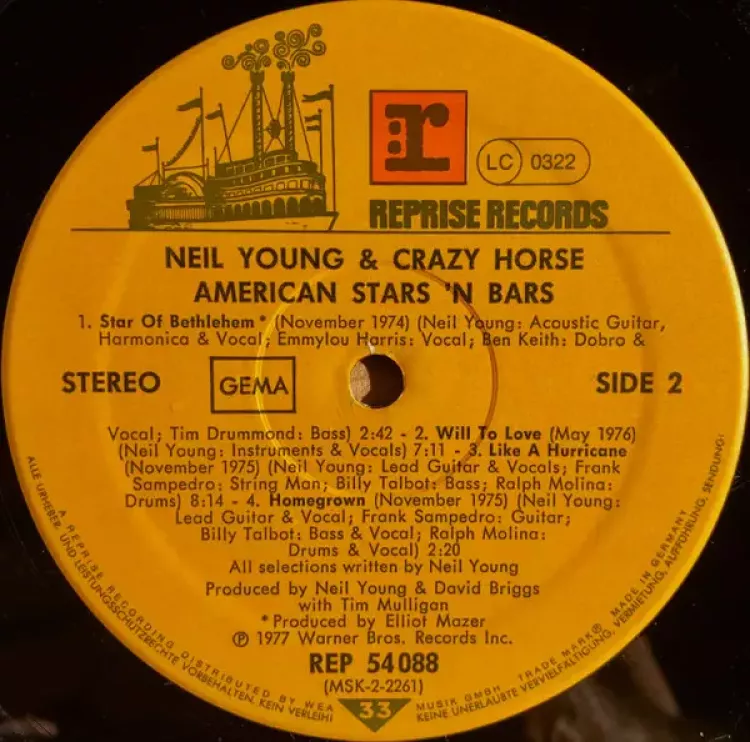 r
LC 0322
REPRISE RECORDS
NEIL YOUNG & CRAZY HORSE
AMERICAN STARS 'N BARS
1. Star Of Bethlehem* (November 1974) (Neil Young: Acoustic Guitar,
Harmonica & Vocal; Emmylou Harris: Vocal; Ben Keith: Dobro &
STEREO GEMA SIDE 2
Vocal; Tim Drummond: Bass) 2:42 - 2. Will To Love (May 1976)
(Neil Young: Instruments & Vocals) 7:11 - 3. Like A Hurricane
(November 1975) (Neil Young: Lead Guitar & Vocals; Frank
Sampedro: String Man; Billy Talbot: Bass; Ralph Molina:
Drums) 8:14 - 4. Homegrown (November 1975) (Neil Young:
Lead Guitar & Vocal; Frank Sampedro: Guitar;
Billy Talbot: Bass & Vocal; Ralph Molina:
Drums & Vocal) 2:20
All selections written by Neil Young
Produced by Neil Young & David Briggs
with Tim Mulligan
*Produced by Elliot Mazer
℗ 1977 Warner Bros. Records Inc.
REP 54 088
(MSK-2-2261)
33
A REPRISE RECORDING DISTRIBUTED BY WEA MUSIK GMBH TRADE MARK® MADE IN GERMANY
ALLE URHEBER- UND LEISTUNGSSCHUTZRECHTE VORBEHALTEN, KEIN VERLEIH! KEINE UNERLAUBTE VERVIELFÄLTIGUNG, VERMIETUNG, AUFFÜHRUNG, SENDUNG!